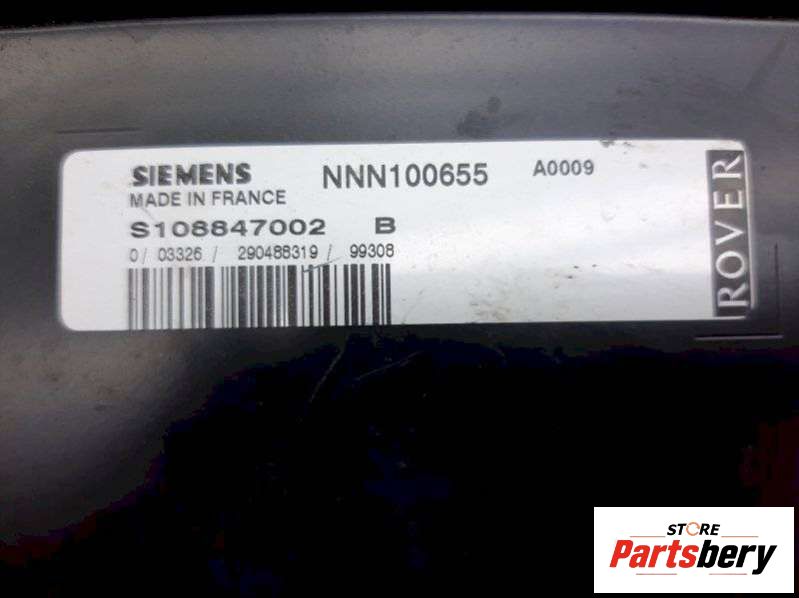 SIEMENS NNN100655 A0009
MADE IN FRANCE
S108847002 B
0/ 03326 / 290488319 / 99308
ROVER
STORE
Partsbery